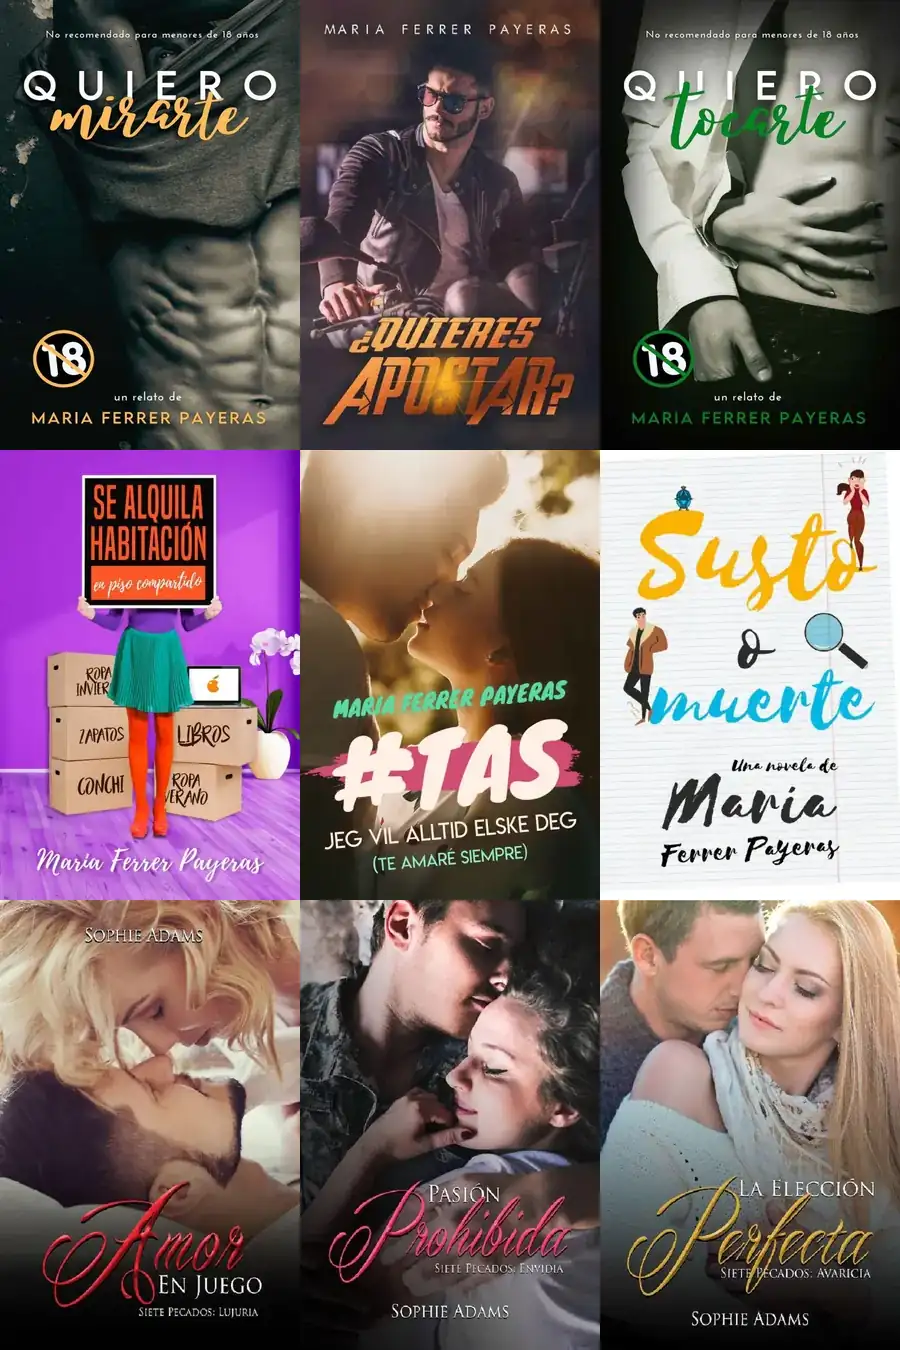 No recomendado para menores de 18 años
QUIERO
mirarte
18
un relato de
MARIA FERRER PAYERAS
MARIA FERRER PAYERAS
¿QUIERES
APOSTAR?
No recomendado para menores de 18 años
QUIERO
tocarte
18
un relato de
MARIA FERRER PAYERAS
SE ALQUILA
HABITACIÓN
en piso compartido
ROPA
INVIER
ZAPATOS
LIBROS
CONCHI
ROPA
VERANO
María Ferrer Payeras
MARIA FERRER PAYERAS
#TAS
JEG VIL ALLTID ELSKE DEG
(TE AMARÉ SIEMPRE)
Susto
o
muerte
Una novela de
María
Ferrer Payeras
SOPHIE ADAMS
Amor
EN JUEGO
SIETE PECADOS: LUJURIA
PASIÓN
Prohibida
SIETE PECADOS: ENVIDIA
SOPHIE ADAMS
LA ELECCIÓN
Perfecta
SIETE PECADOS: AVARICIA
SOPHIE ADAMS